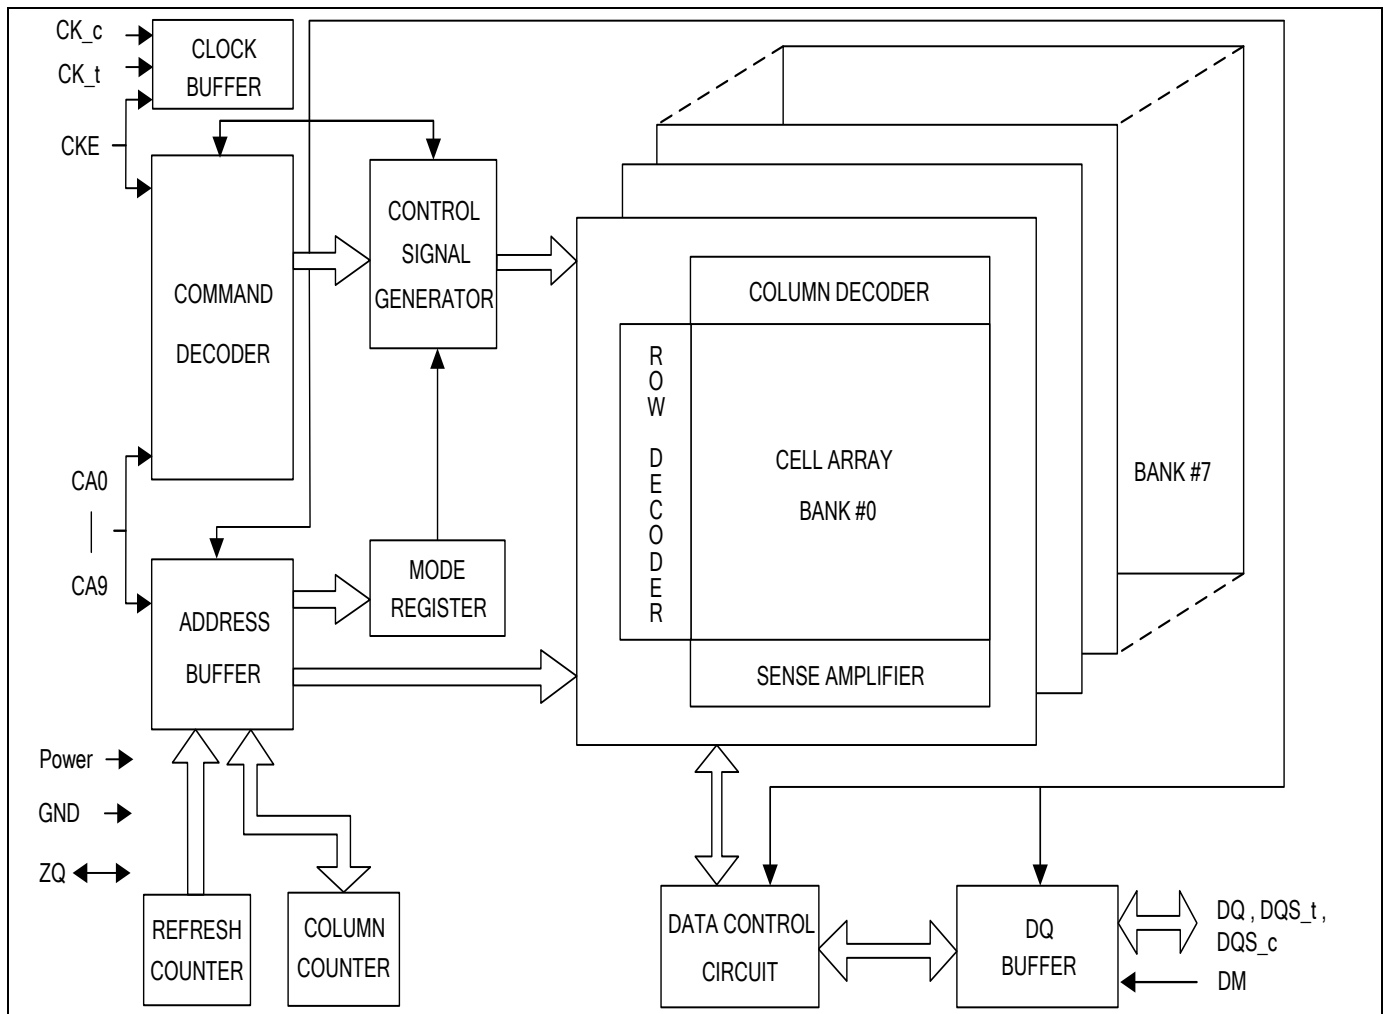 CK_c
CK_t
CKE
CLOCK
BUFFER
COMMAND
DECODER
CONTROL
SIGNAL
GENERATOR
COLUMN DECODER
ROW DECODER
CELL ARRAY
BANK #0
SENSE AMPLIFIER
BANK #7
CA0
CA9
ADDRESS
BUFFER
MODE
REGISTER
Power
GND
ZQ
REFRESH
COUNTER
COLUMN
COUNTER
DATA CONTROL
CIRCUIT
DQ
BUFFER
DQ , DQS_t ,
DQS_c
DM